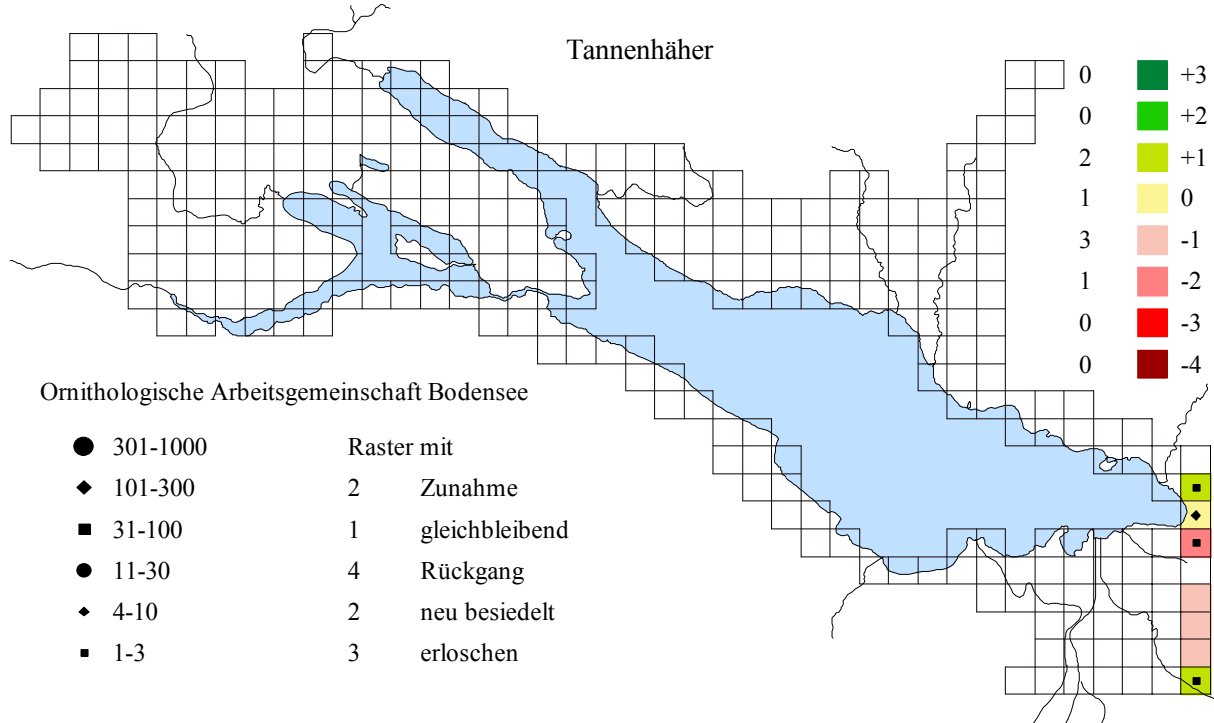 Tannenhäher
0 +3
0 +2
2 +1
1 0
3 -1
1 -2
0 -3
0 -4
Ornithologische Arbeitsgemeinschaft Bodensee
301-1000 Raster mit
101-300 2 Zunahme
31-100 1 gleichbleibend
11-30 4 Rückgang
4-10 2 neu besiedelt
1-3 3 erloschen